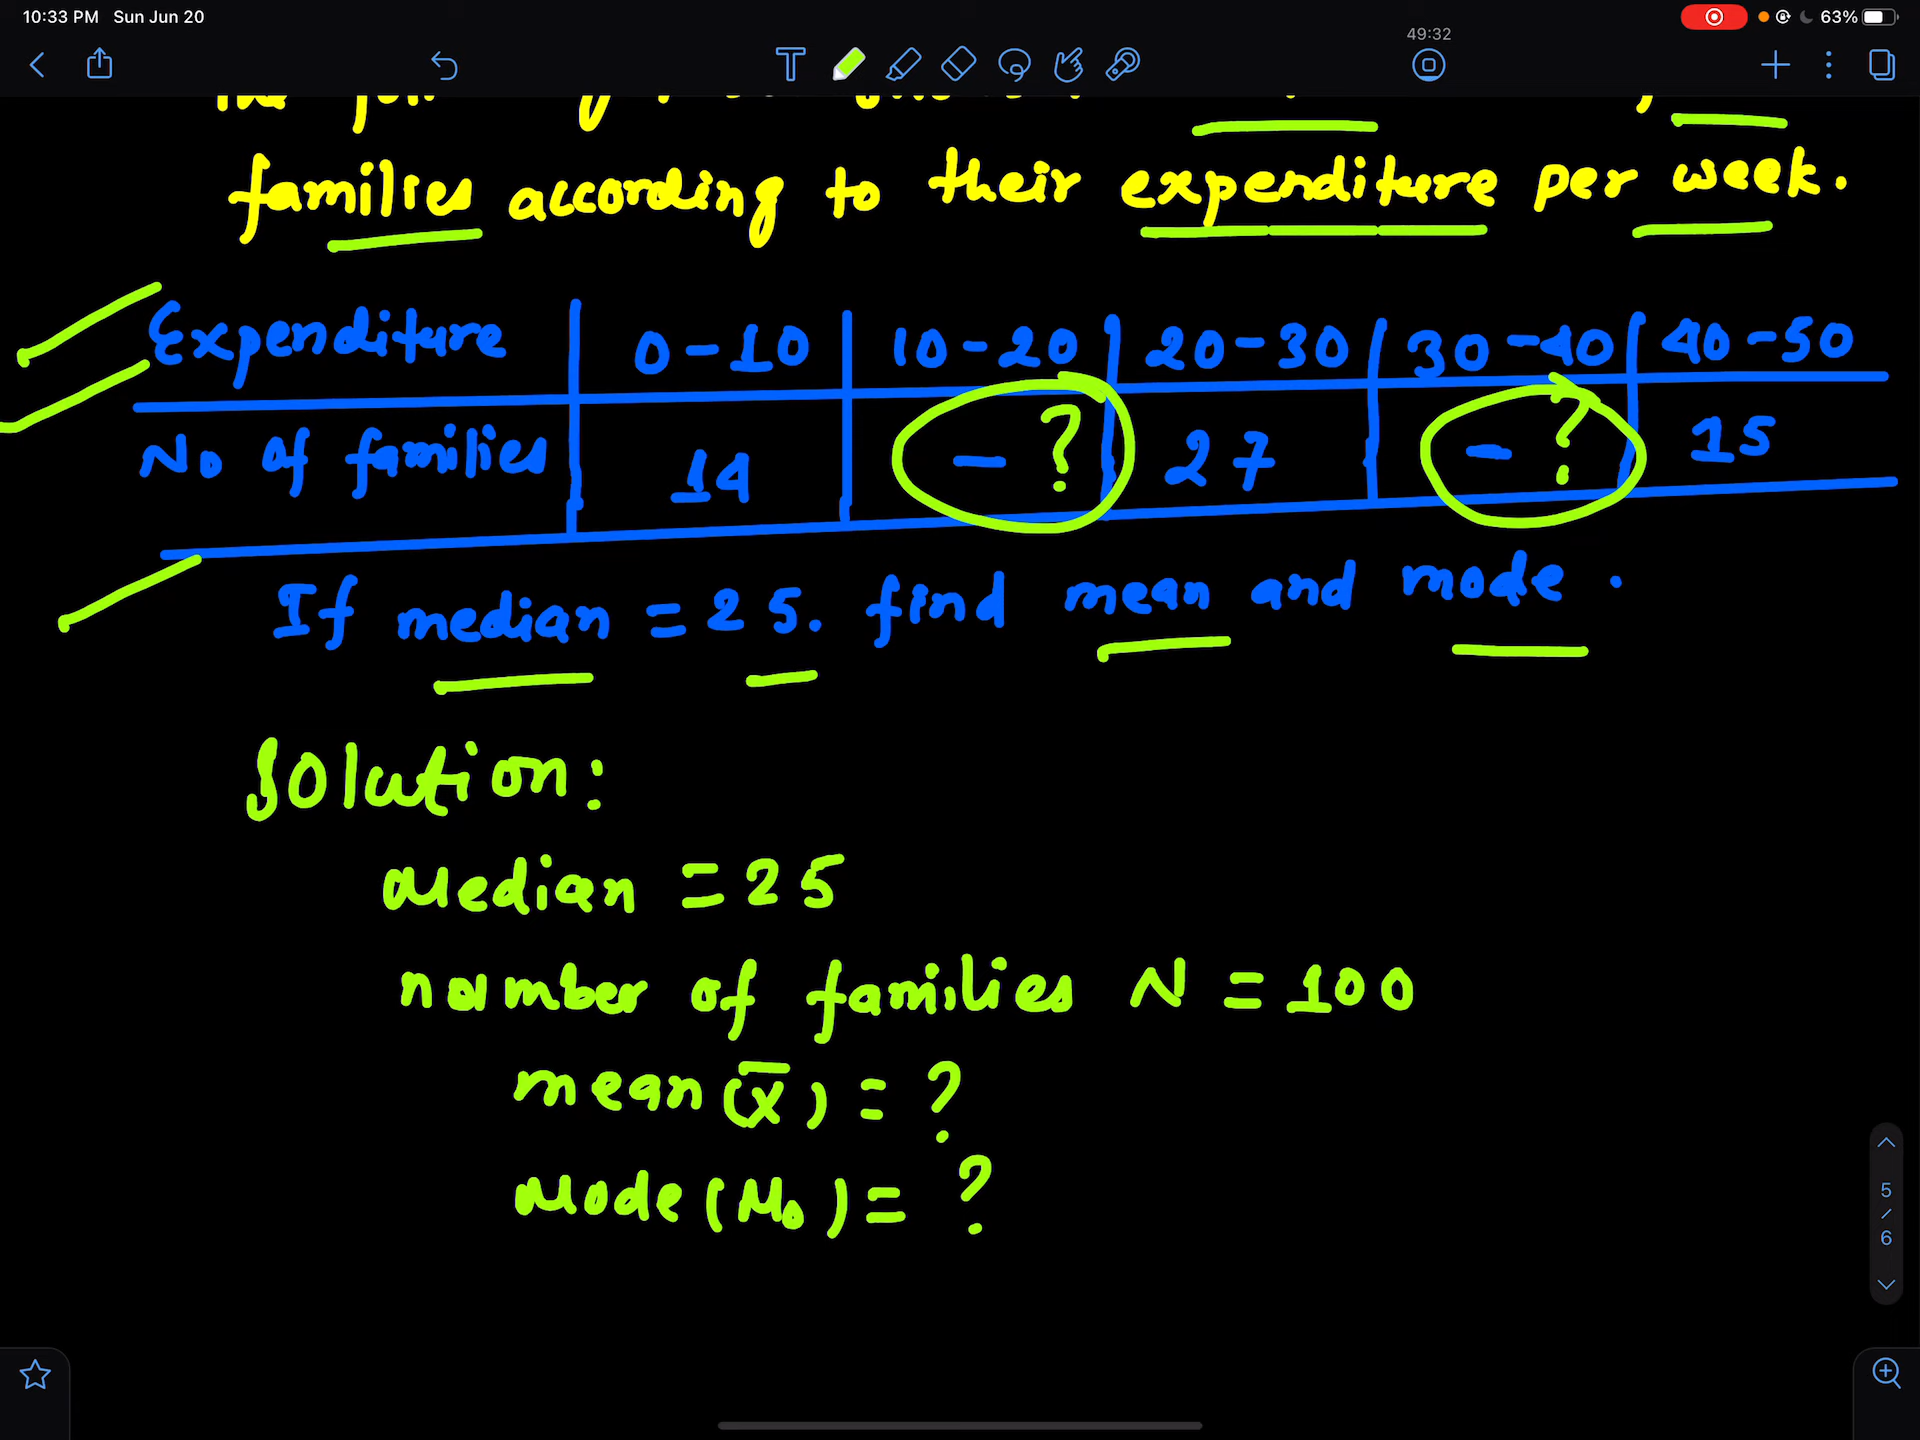 10:33 PM Sun Jun 20
63%
49:32
families according to their expenditure per week.
Expenditure 0-10 10-20 20-30 30-40 40-50
No of families 14 - ? 27 - ? 15
If median = 25. find mean and mode.
Solution:
Median = 25
number of families N = 100
mean (x̅) = ?
Mode (M₀) = ?
5
/
6